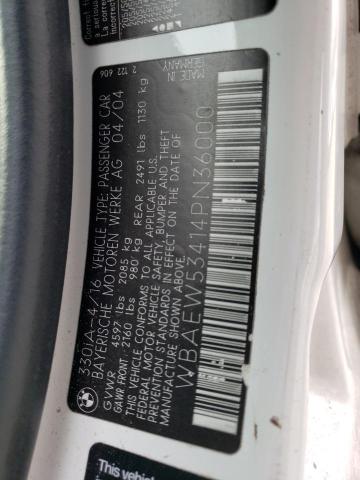 330I/A-4/16 VEHICLE TYPE: PASSENGER CAR
BAYERISCHE MOTOREN WERKE AG 04/04
GVWR 4597 lbs 2085 kg
GAWR FRONT 2160 lbs 980 kg REAR 2491 lbs 1130 kg
THIS VEHICLE CONFORMS TO ALL APPLICABLE U.S.
FEDERAL MOTOR VEHICLE SAFETY, BUMPER AND THEFT
PREVENTION STANDARDS IN EFFECT ON THE DATE OF
MANUFACTURE SHOWN ABOVE.
WBAEW53414PN36000
2 122 606
MADE IN GERMANY
This vehicle